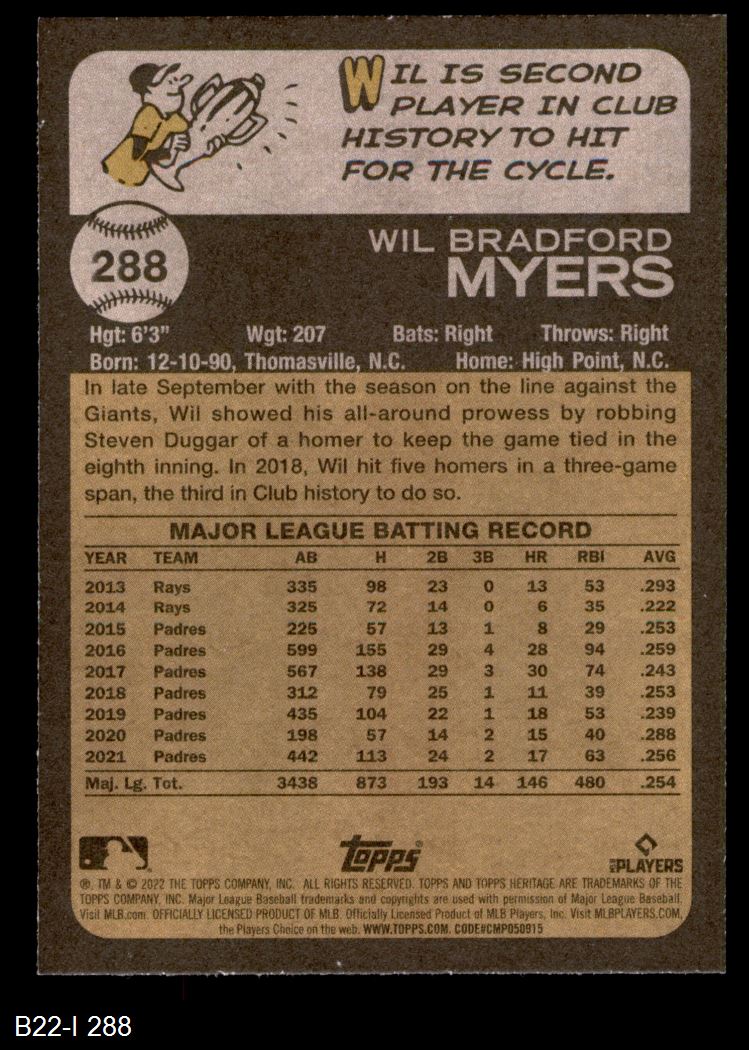 WIL IS SECOND
PLAYER IN CLUB
HISTORY TO HIT
FOR THE CYCLE.
288
WIL BRADFORD
MYERS
Hgt: 6'3" Wgt: 207 Bats: Right Throws: Right
Born: 12-10-90, Thomasville, N.C. Home: High Point, N.C.
In late September with the season on the line against the
Giants, Wil showed his all-around prowess by robbing
Steven Duggar of a homer to keep the game tied in the
eighth inning. In 2018, Wil hit five homers in a three-game
span, the third in Club history to do so.
MAJOR LEAGUE BATTING RECORD
YEAR TEAM AB H 2B 3B HR RBI AVG
2013 Rays 335 98 23 0 13 53 .293
2014 Rays 325 72 14 0 6 35 .222
2015 Padres 225 57 13 1 8 29 .253
2016 Padres 599 155 29 4 28 94 .259
2017 Padres 567 138 29 3 30 74 .243
2018 Padres 312 79 25 1 11 39 .253
2019 Padres 435 104 22 1 18 53 .239
2020 Padres 198 57 14 2 15 40 .288
2021 Padres 442 113 24 2 17 63 .256
Maj. Lg. Tot. 3438 873 193 14 146 480 .254
topps
MLB PLAYERS
®, TM & © 2022 THE TOPPS COMPANY, INC. ALL RIGHTS RESERVED. TOPPS AND TOPPS HERITAGE ARE TRADEMARKS OF THE
TOPPS COMPANY, INC. Major League Baseball trademarks and copyrights are used with permission of Major League Baseball.
Visit MLB.com. OFFICIALLY LICENSED PRODUCT OF MLB. Officially Licensed Product of MLB Players, Inc. Visit MLBPLAYERS.COM,
the Players Choice on the web. WWW.TOPPS.COM. CODE#CMP050915
B22-I 288